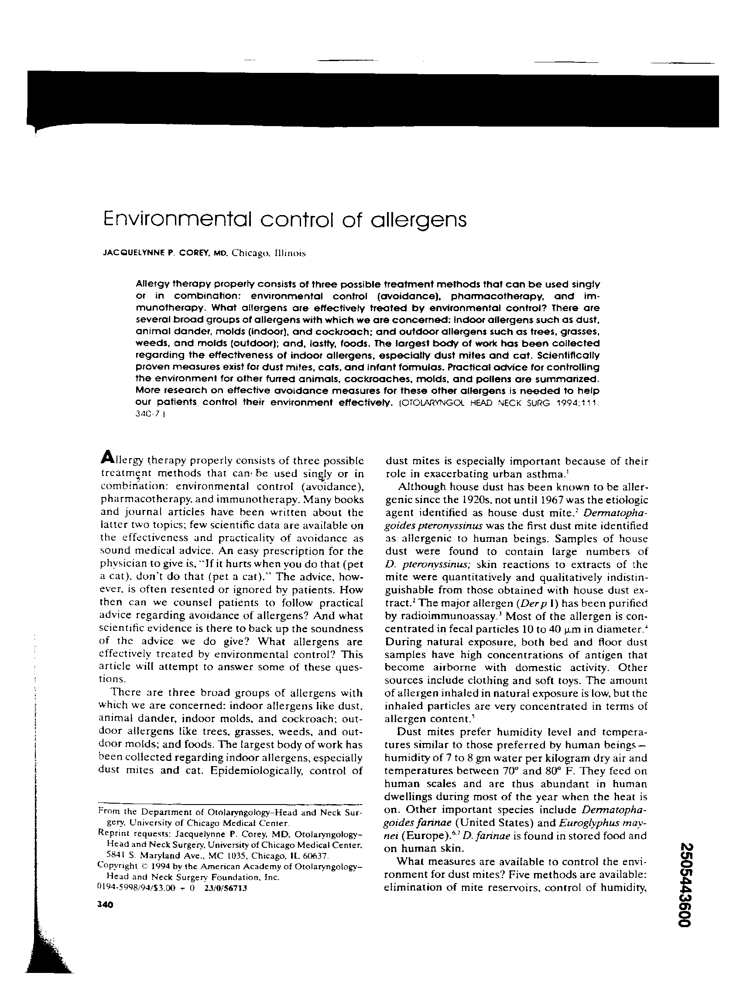 Environmental control of allergens
JACQUELYNNE P. COREY, MD, Chicago, Illinois
Allergy therapy properly consists of three possible treatment methods that can be used singly
or in combination: environmental control (avoidance), pharmacotherapy, and im-
munotherapy. What allergens are effectively treated by environmental control? There are
several broad groups of allergens with which we are concerned: indoor allergens such as dust,
animal dander, molds (indoor), and cockroach; and outdoor allergens such as trees, grasses,
weeds, and molds (outdoor); and, lastly, foods. The largest body of work has been collected
regarding the effectiveness of indoor allergens, especially dust mites and cat. Scientifically
proven measures exist for dust mites, cats, and infant formulas. Practical advice for controlling
the environment for other furred animals, cockroaches, molds, and pollens are summarized.
More research on effective avoidance measures for these other allergens is needed to help
our patients control their environment effectively. (OTOLARYNGOL HEAD NECK SURG 1994;111:
340-7.)
Allergy therapy properly consists of three possible
treatment methods that can be used singly or in
combination: environmental control (avoidance),
pharmacotherapy, and immunotherapy. Many books
and journal articles have been written about the
latter two topics; few scientific data are available on
the effectiveness and practicality of avoidance as
sound medical advice. An easy prescription for the
physician to give is, "If it hurts when you do that (pet
a cat), don't do that (pet a cat)." The advice, how-
ever, is often resented or ignored by patients. How
then can we counsel patients to follow practical
advice regarding avoidance of allergens? And what
scientific evidence is there to back up the soundness
of the advice we do give? What allergens are
effectively treated by environmental control? This
article will attempt to answer some of these ques-
tions.
There are three broad groups of allergens with
which we are concerned: indoor allergens like dust,
animal dander, indoor molds, and cockroach; out-
door allergens like trees, grasses, weeds, and out-
door molds; and foods. The largest body of work has
been collected regarding indoor allergens, especially
dust mites and cat. Epidemiologically, control of
From the Department of Otolaryngology–Head and Neck Sur-
gery, University of Chicago Medical Center.
Reprint requests: Jacquelynne P. Corey, MD, Otolaryngology–
Head and Neck Surgery, University of Chicago Medical Center,
5841 S. Maryland Ave., MC 1035, Chicago, IL 60637.
Copyright © 1994 by the American Academy of Otolaryngology–
Head and Neck Surgery Foundation, Inc.
0194-5998/94/$3.00 + 0 23/0/56713
340
dust mites is especially important because of their
role in exacerbating urban asthma.¹
Although house dust has been known to be aller-
genic since the 1920s, not until 1967 was the etiologic
agent identified as house dust mite.² Dermatopha-
goides pteronyssinus was the first dust mite identified
as allergenic to human beings. Samples of house
dust were found to contain large numbers of
D. pteronyssinus; skin reactions to extracts of the
mite were quantitatively and qualitatively indistin-
guishable from those obtained with house dust ex-
tract.² The major allergen (Der p I) has been purified
by radioimmunoassay.³ Most of the allergen is con-
centrated in fecal particles 10 to 40 μm in diameter.⁴
During natural exposure, both bed and floor dust
samples have high concentrations of antigen that
become airborne with domestic activity. Other
sources include clothing and soft toys. The amount
of allergen inhaled in natural exposure is low, but the
inhaled particles are very concentrated in terms of
allergen content.⁵
Dust mites prefer humidity level and tempera-
tures similar to those preferred by human beings—
humidity of 7 to 8 gm water per kilogram dry air and
temperatures between 70° and 80° F. They feed on
human scales and are thus abundant in human
dwellings during most of the year when the heat is
on. Other important species include Dermatopha-
goides farinae (United States) and Euroglyphus may-
nei (Europe).⁶,⁷ D. farinae is found in stored food and
on human skin.
What measures are available to control the envi-
ronment for dust mites? Five methods are available:
elimination of mite reservoirs, control of humidity,
2505443600